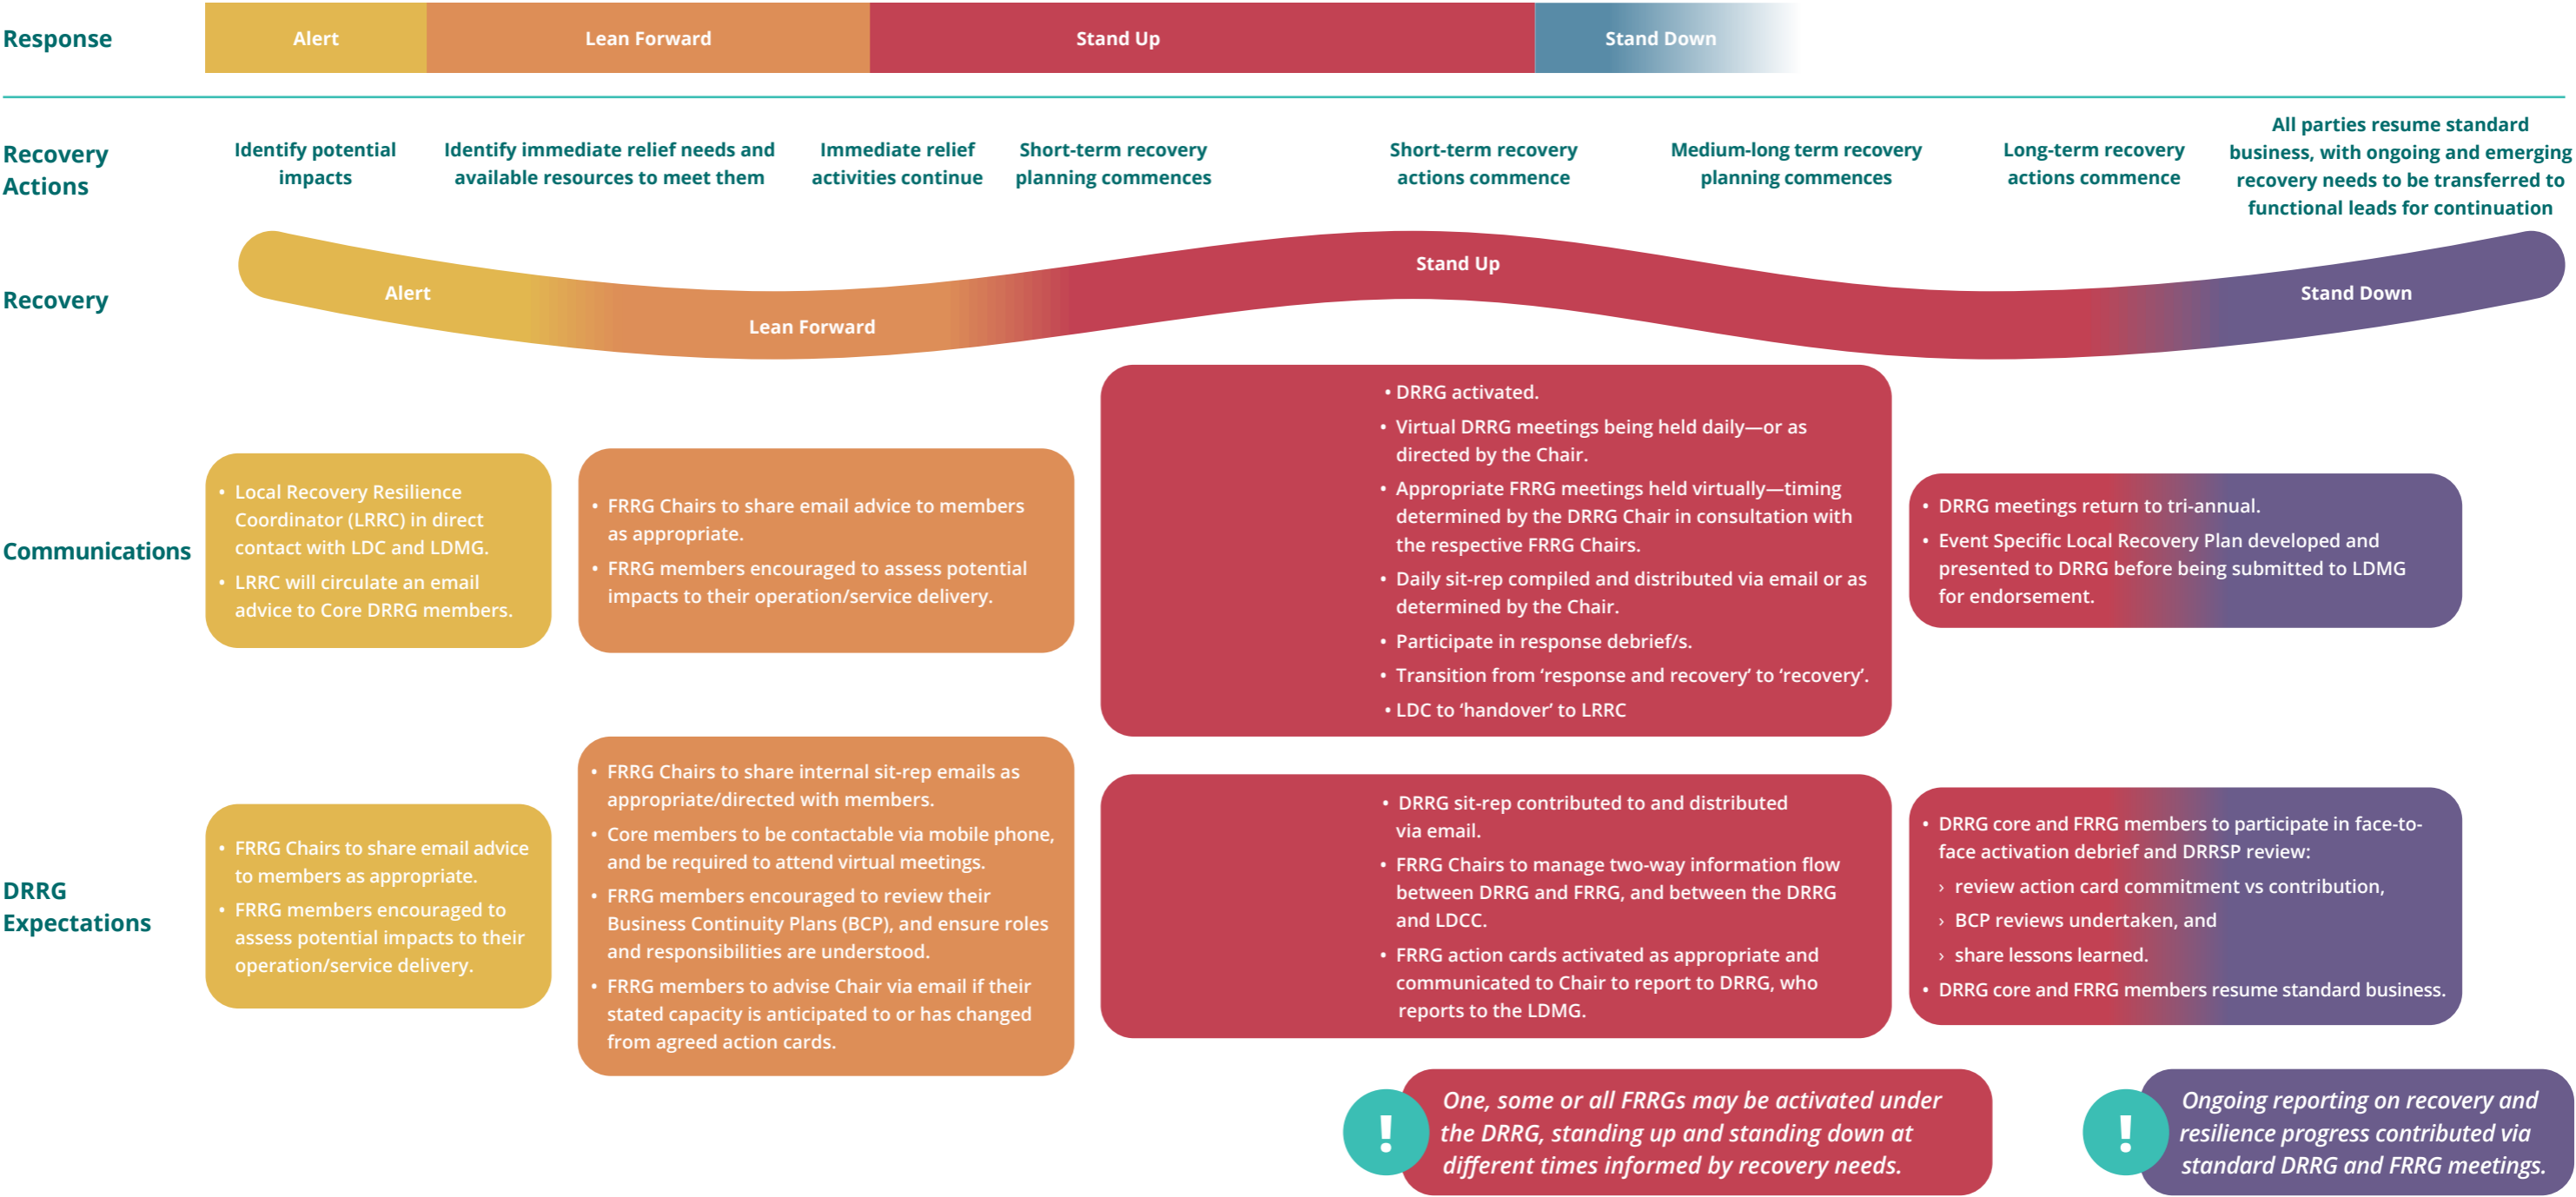 Response
Alert
Lean Forward
Stand Up
Stand Down
Recovery
Actions
Identify potential
impacts
Identify immediate relief needs and
available resources to meet them
Immediate relief
activities continue
Short-term recovery
planning commences
Short-term recovery
actions commence
Medium-long term recovery
planning commences
Long-term recovery
actions commence
All parties resume standard
business, with ongoing and emerging
recovery needs to be transferred to
functional leads for continuation
Recovery
Alert
Lean Forward
Stand Up
Stand Down
Communications
• Local Recovery Resilience
Coordinator (LRRC) in direct
contact with LDC and LDMG.
• LRRC will circulate an email
advice to Core DRRG members.
• FRRG Chairs to share email advice to members
as appropriate.
• FRRG members encouraged to assess potential
impacts to their operation/service delivery.
• DRRG activated.
• Virtual DRRG meetings being held daily—or as
directed by the Chair.
• Appropriate FRRG meetings held virtually—timing
determined by the DRRG Chair in consultation with
the respective FRRG Chairs.
• Daily sit-rep compiled and distributed via email or as
determined by the Chair.
• Participate in response debrief/s.
• Transition from ‘response and recovery’ to ‘recovery’.
• LDC to ‘handover’ to LRRC
• DRRG meetings return to tri-annual.
• Event Specific Local Recovery Plan developed and
presented to DRRG before being submitted to LDMG
for endorsement.
DRRG
Expectations
• FRRG Chairs to share email advice
to members as appropriate.
• FRRG members encouraged to
assess potential impacts to their
operation/service delivery.
• FRRG Chairs to share internal sit-rep emails as
appropriate/directed with members.
• Core members to be contactable via mobile phone,
and be required to attend virtual meetings.
• FRRG members encouraged to review their
Business Continuity Plans (BCP), and ensure roles
and responsibilities are understood.
• FRRG members to advise Chair via email if their
stated capacity is anticipated to or has changed
from agreed action cards.
• DRRG sit-rep contributed to and distributed
via email.
• FRRG Chairs to manage two-way information flow
between DRRG and FRRG, and between the DRRG
and LDCC.
• FRRG action cards activated as appropriate and
communicated to Chair to report to DRRG, who
reports to the LDMG.
• DRRG core and FRRG members to participate in face-to-
face activation debrief and DRRSP review:
› review action card commitment vs contribution,
› BCP reviews undertaken, and
› share lessons learned.
• DRRG core and FRRG members resume standard business.
!
One, some or all FRRGs may be activated under
the DRRG, standing up and standing down at
different times informed by recovery needs.
!
Ongoing reporting on recovery and
resilience progress contributed via
standard DRRG and FRRG meetings.